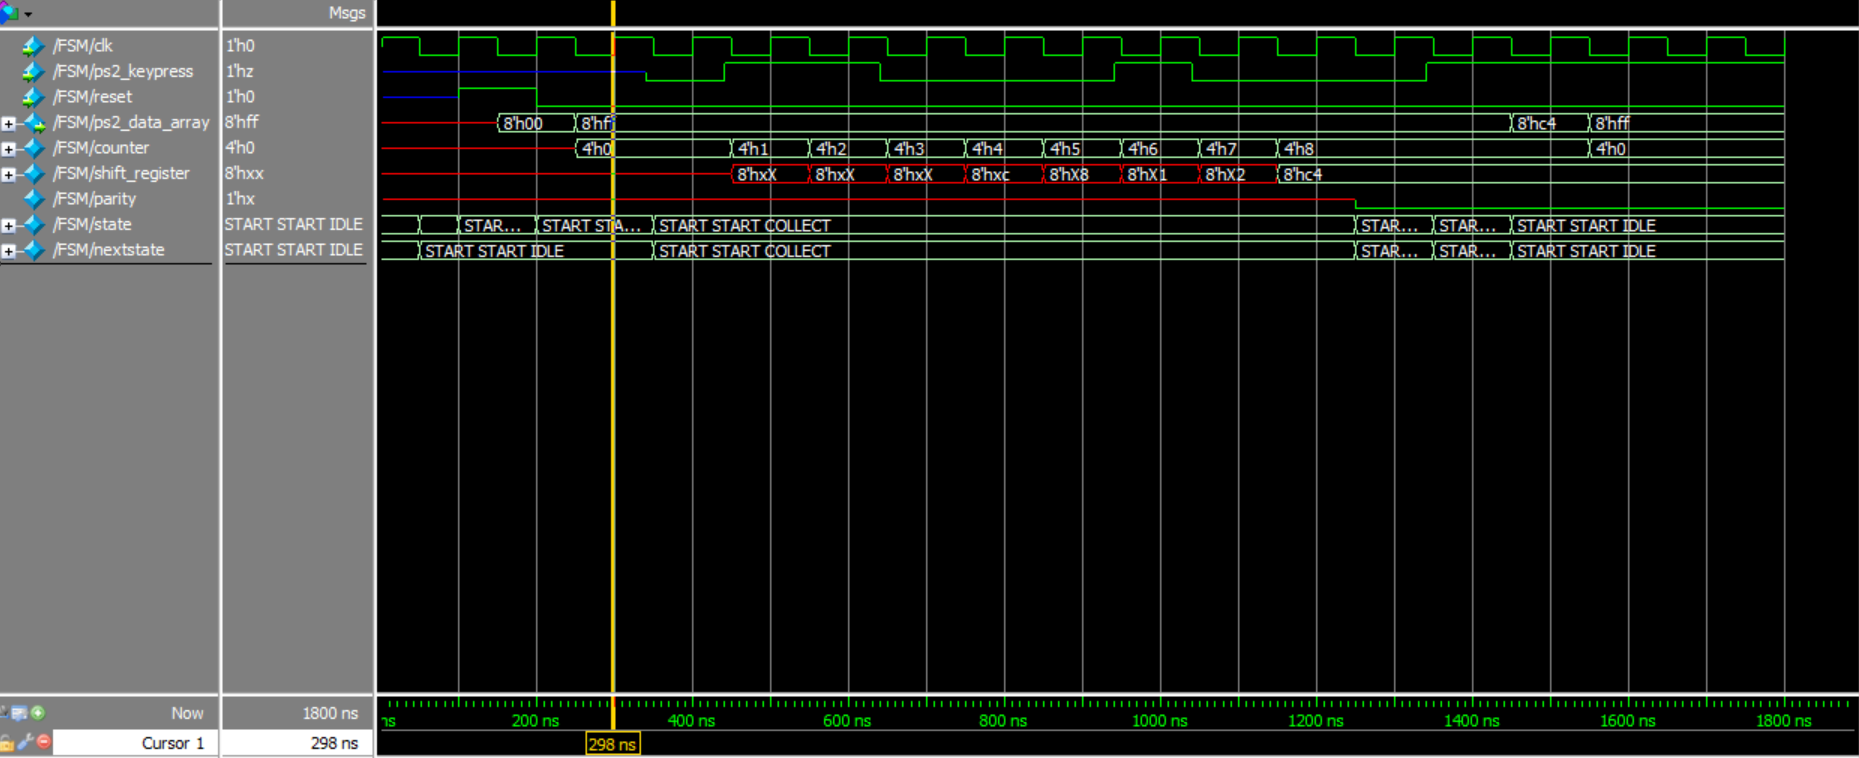 Msgs
/FSM/clk 1'h0
/FSM/ps2_keypress 1'hz
/FSM/reset 1'h0
/FSM/ps2_data_array 8'hff 8'h00 8'hff 8'hc4 8'hff
/FSM/counter 4'h0 4'h0 4'h1 4'h2 4'h3 4'h4 4'h5 4'h6 4'h7 4'h8 4'h0
/FSM/shift_register 8'hxx 8'hxX 8'hxX 8'hxX 8'hxc 8'hX8 8'hX1 8'hX2 8'hc4
/FSM/parity 1'hx
/FSM/state START START IDLE STAR... START STA... START START COLLECT STAR... STAR... START START IDLE
/FSM/nextstate START START IDLE START START IDLE START START COLLECT STAR... STAR... START START IDLE
Now 1800 ns ns 200 ns 400 ns 600 ns 800 ns 1000 ns 1200 ns 1400 ns 1600 ns 1800 ns
Cursor 1 298 ns 298 ns